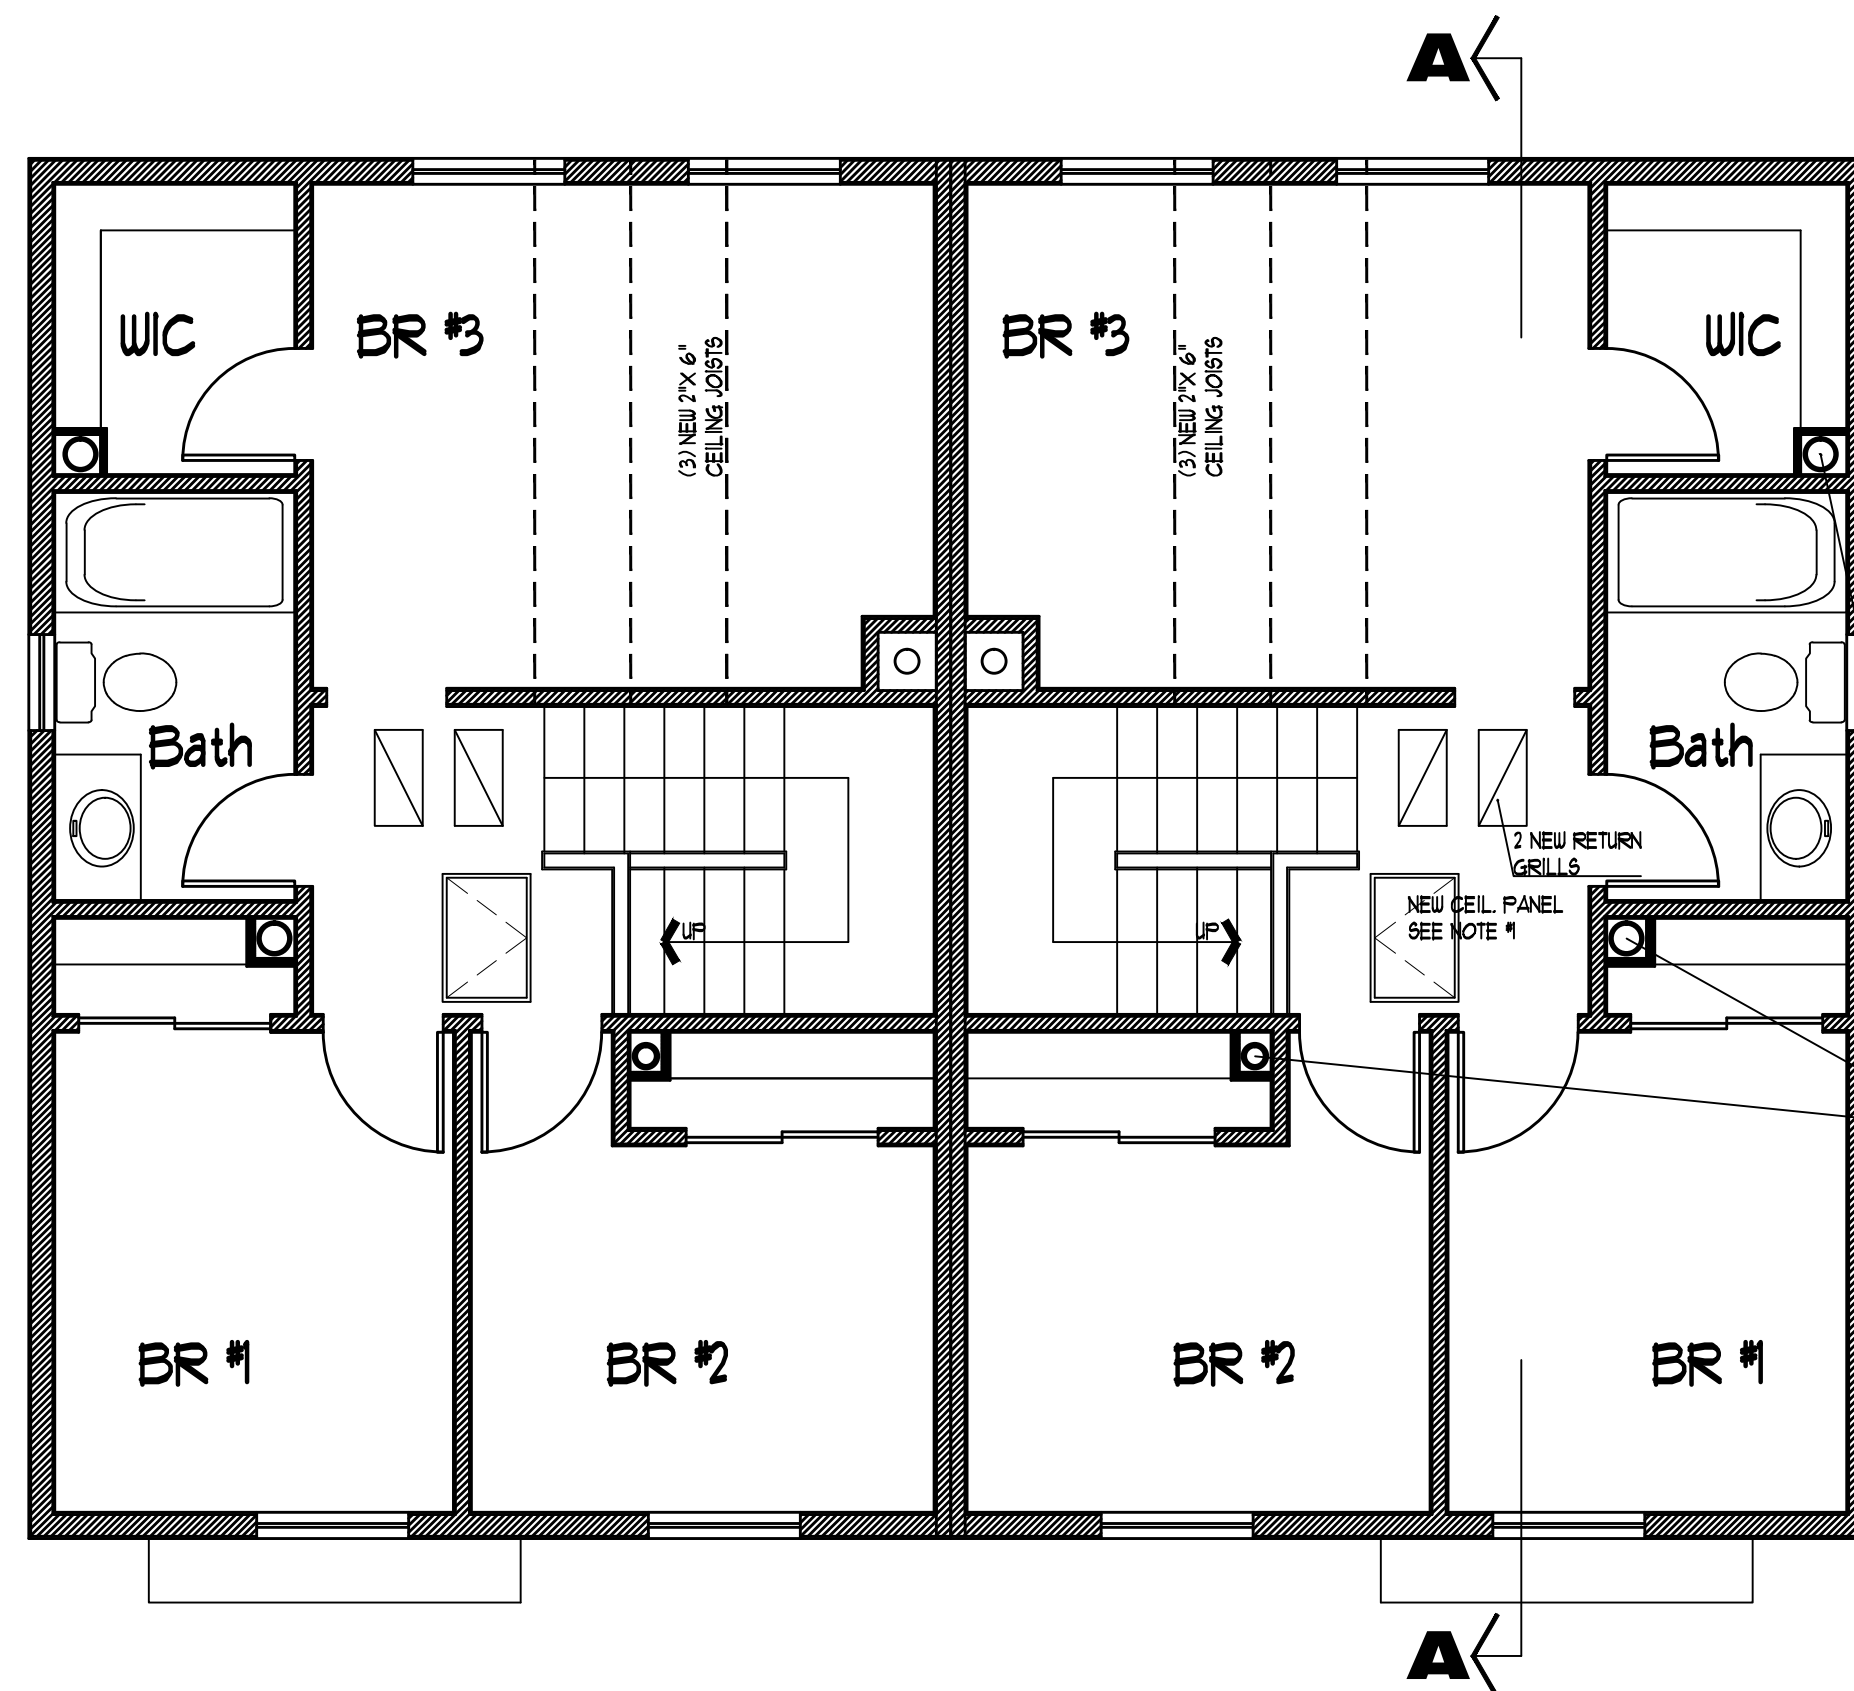 A
WIC
BR #3
(3) NEW 2"X 6"
CEILING JOISTS
BR #3
(3) NEW 2"X 6"
CEILING JOISTS
WIC
Bath
Bath
2 NEW RETURN
GRILLS
NEW CEIL. PANEL
SEE NOTE #1
UP
UP
BR #1
BR #2
BR #2
BR #1
A